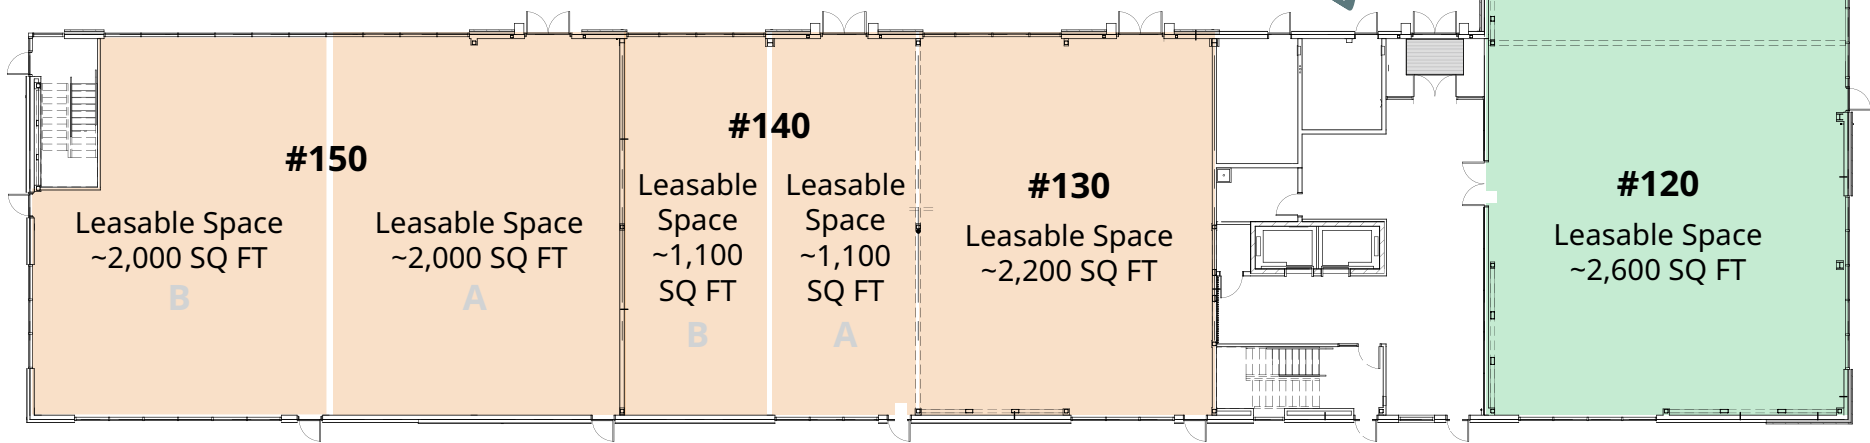 #150
Leasable Space
~2,000 SQ FT
B
Leasable Space
~2,000 SQ FT
A
#140
Leasable
Space
~1,100
SQ FT
B
Leasable
Space
~1,100
SQ FT
A
#130
Leasable Space
~2,200 SQ FT
#120
Leasable Space
~2,600 SQ FT